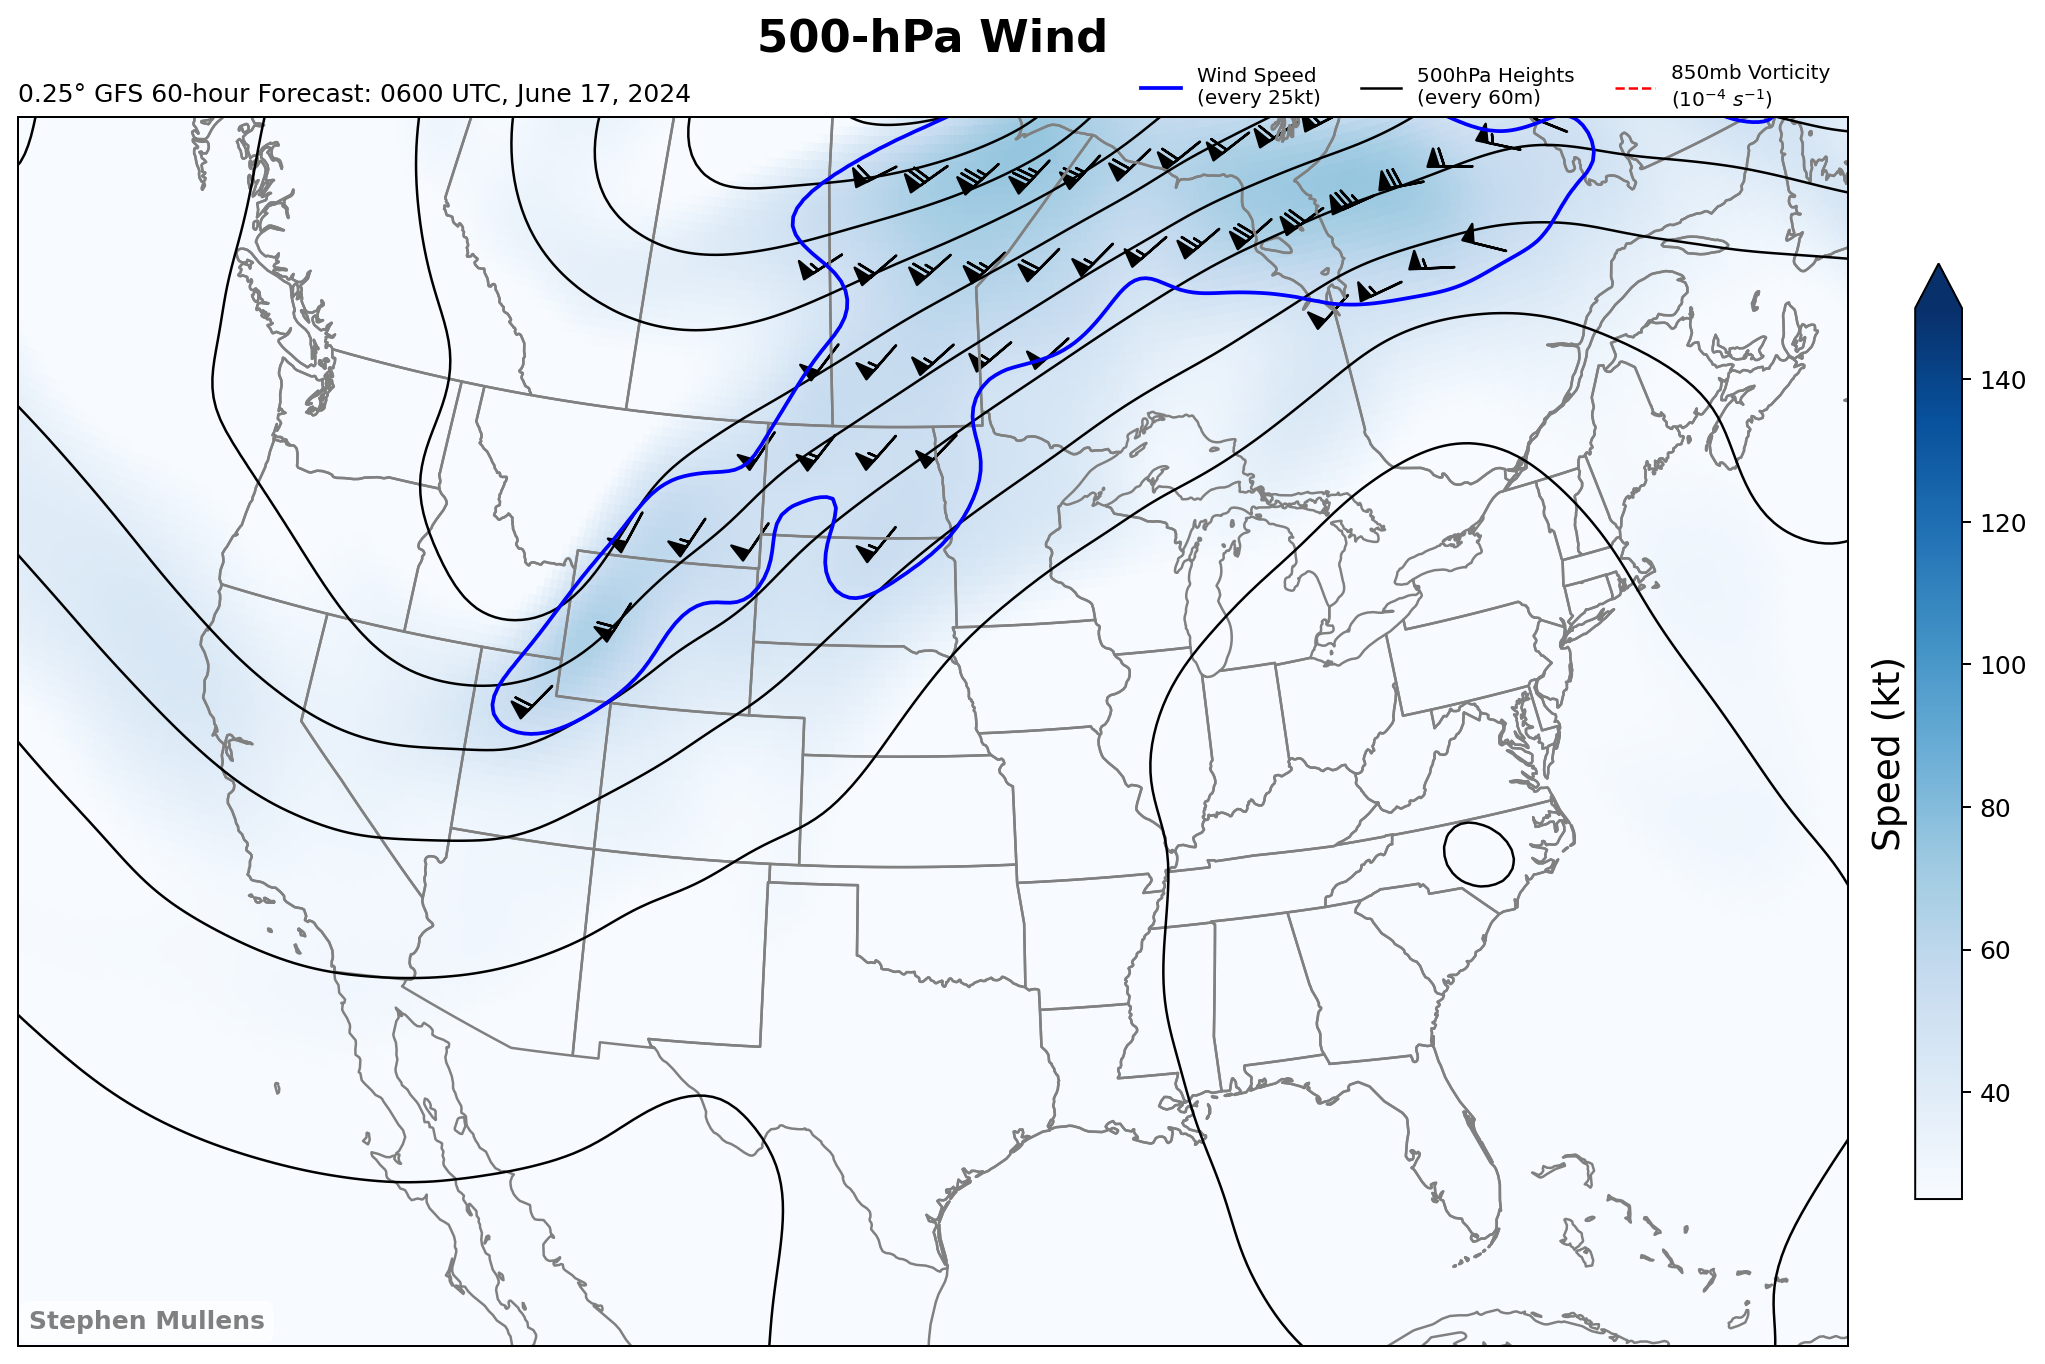 500-hPa Wind
0.25° GFS 60-hour Forecast: 0600 UTC, June 17, 2024
Wind Speed
(every 25kt)
500hPa Heights
(every 60m)
850mb Vorticity
(10⁻⁴ s⁻¹)
140
120
100
80
60
40
Speed (kt)
Stephen Mullens